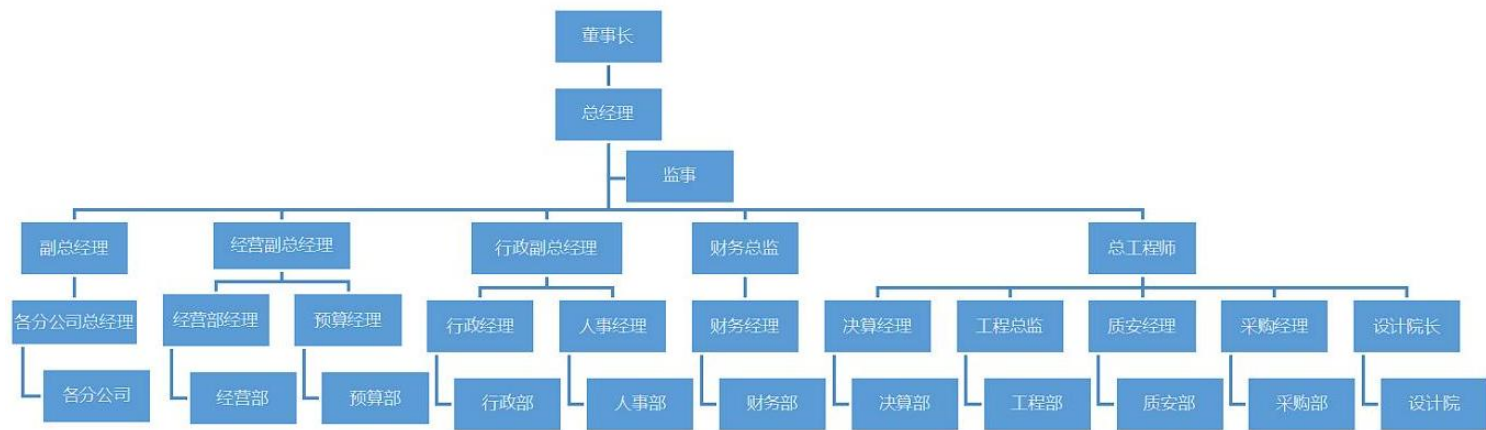 董事长
总经理
监事
副总经理
经营副总经理
行政副总经理
财务总监
总工程师
各分公司总经理
经营部经理
预算经理
行政经理
人事经理
财务经理
决算经理
工程总监
质安经理
采购经理
设计院长
各分公司
经营部
预算部
行政部
人事部
财务部
决算部
工程部
质安部
采购部
设计院